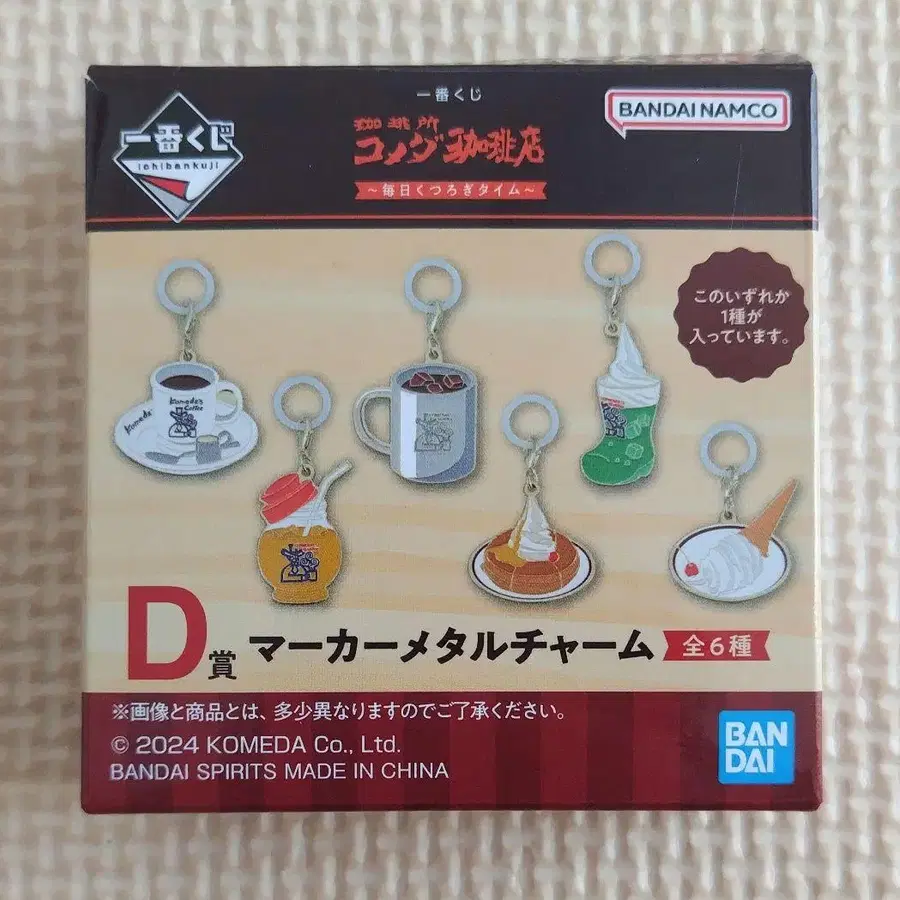 一番くじ
ichibankuji
一番くじ
珈琲所
コメダ珈琲店
～毎日くつろぎタイム～
BANDAI NAMCO
このいずれか
1種が
入っています。
Komeda's
Coffee
Komeda's
D賞 マーカーメタルチャーム 全6種
※画像と商品とは、多少異なりますのでご了承ください。
© 2024 KOMEDA Co., Ltd.
BANDAI SPIRITS MADE IN CHINA
BAN
DAI